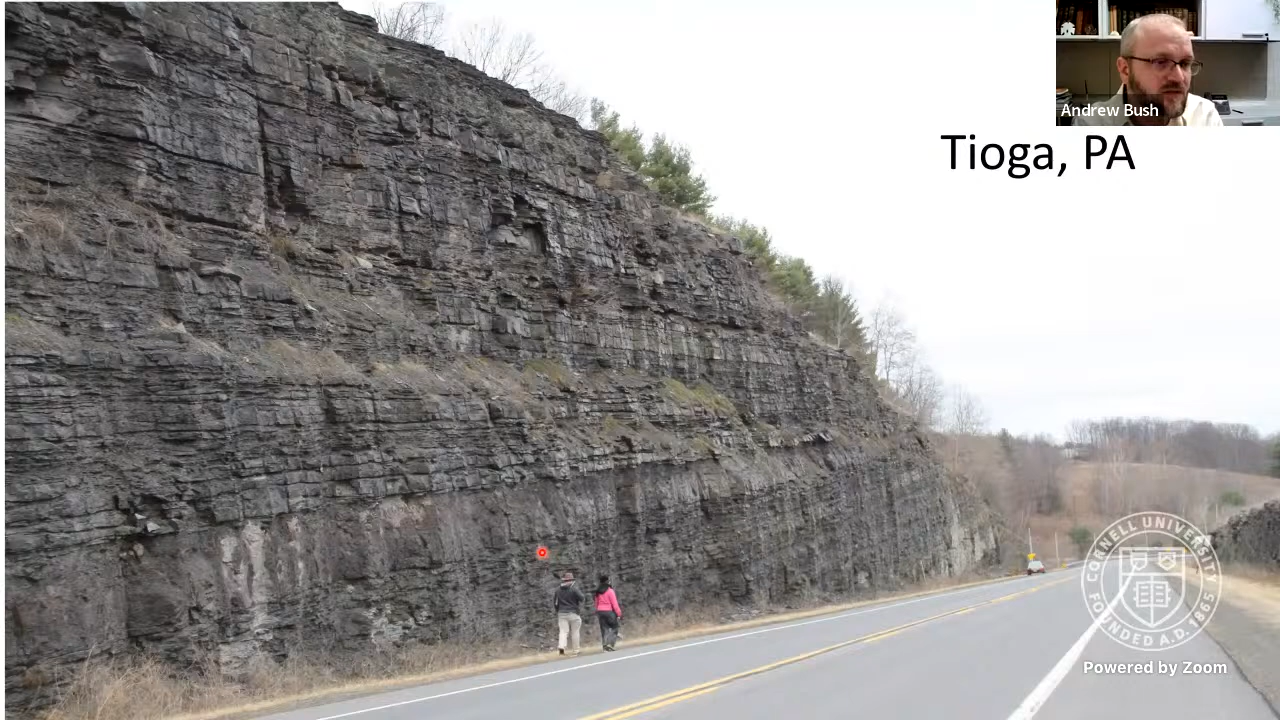 Andrew Bush
Tioga, PA
CORNELL UNIVERSITY
FOUNDED A.D. 1865
Powered by Zoom